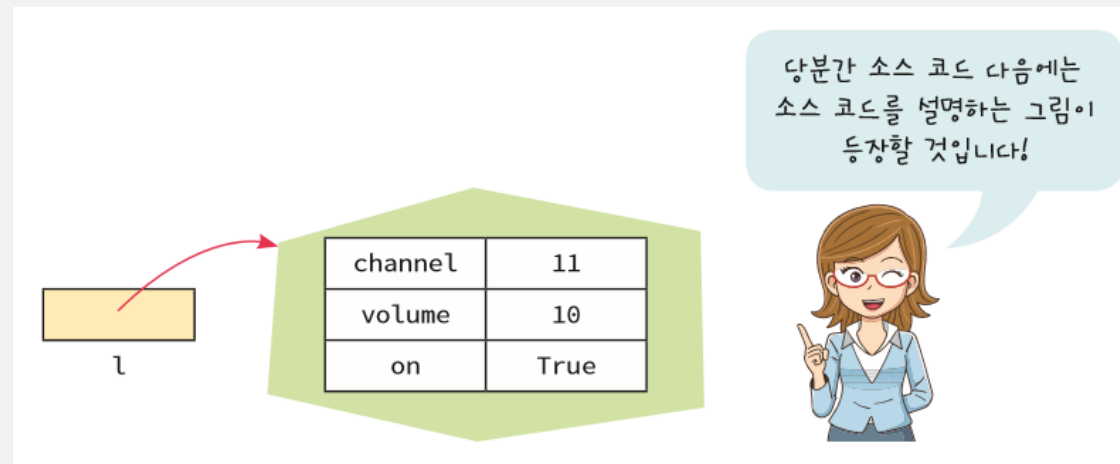 당분간 소스 코드 다음에는
소스 코드를 설명하는 그림이
등장할 것입니다!
channel 11
volume 10
on True
l